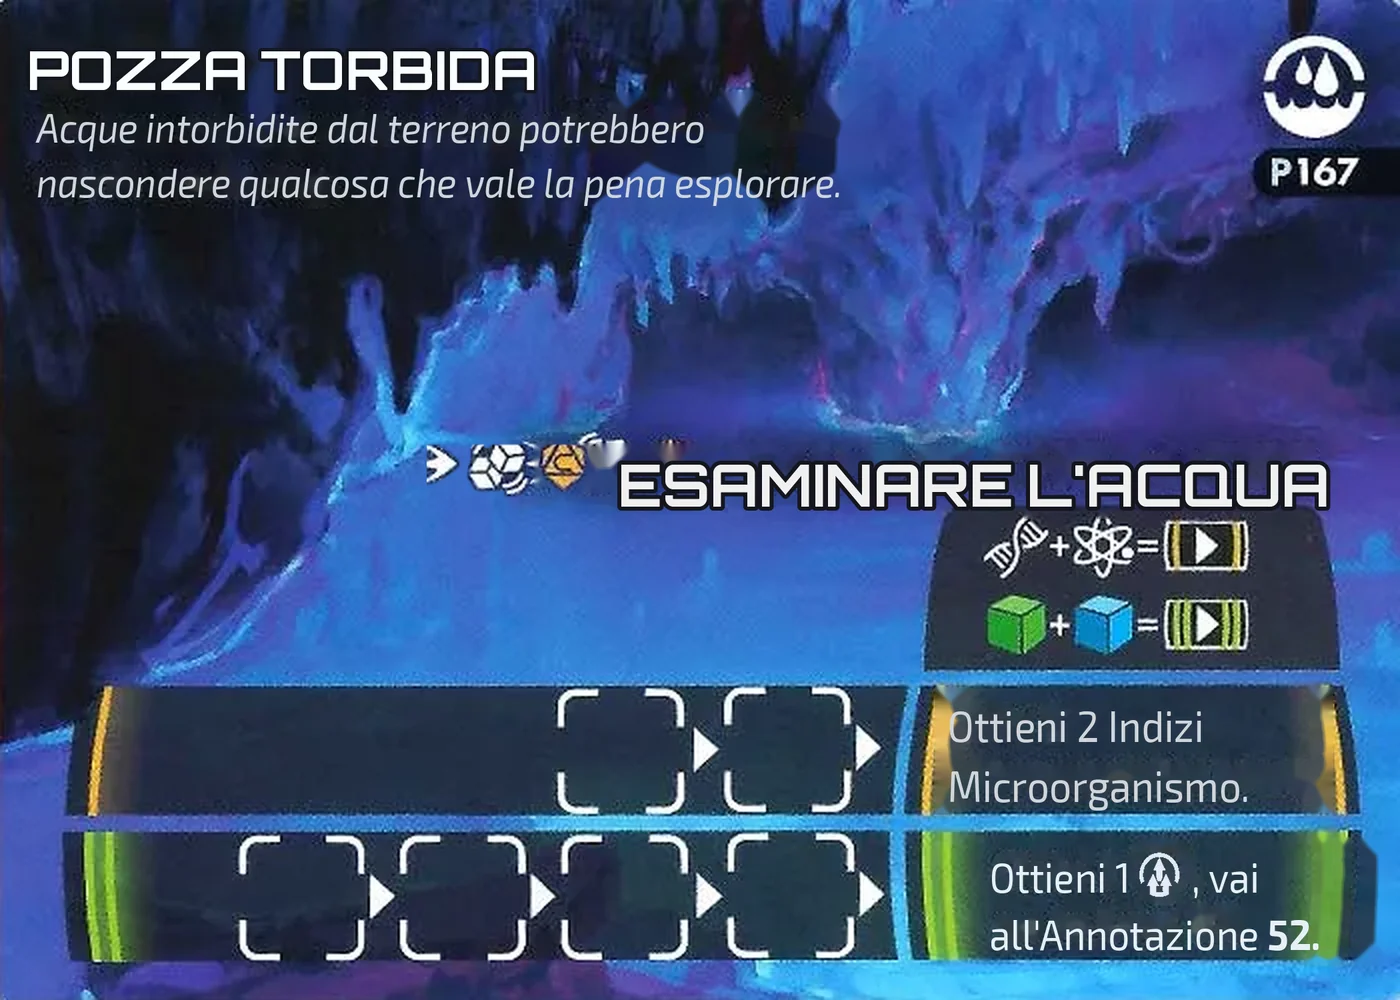 POZZA TORBIDA
Acque intorbidite dal terreno potrebbero
nascondere qualcosa che vale la pena esplorare.
P167
ESAMINARE L'ACQUA
+ =
+ =
Ottieni 2 Indizi
Microorganismo.
Ottieni 1 , vai
all'Annotazione 52.